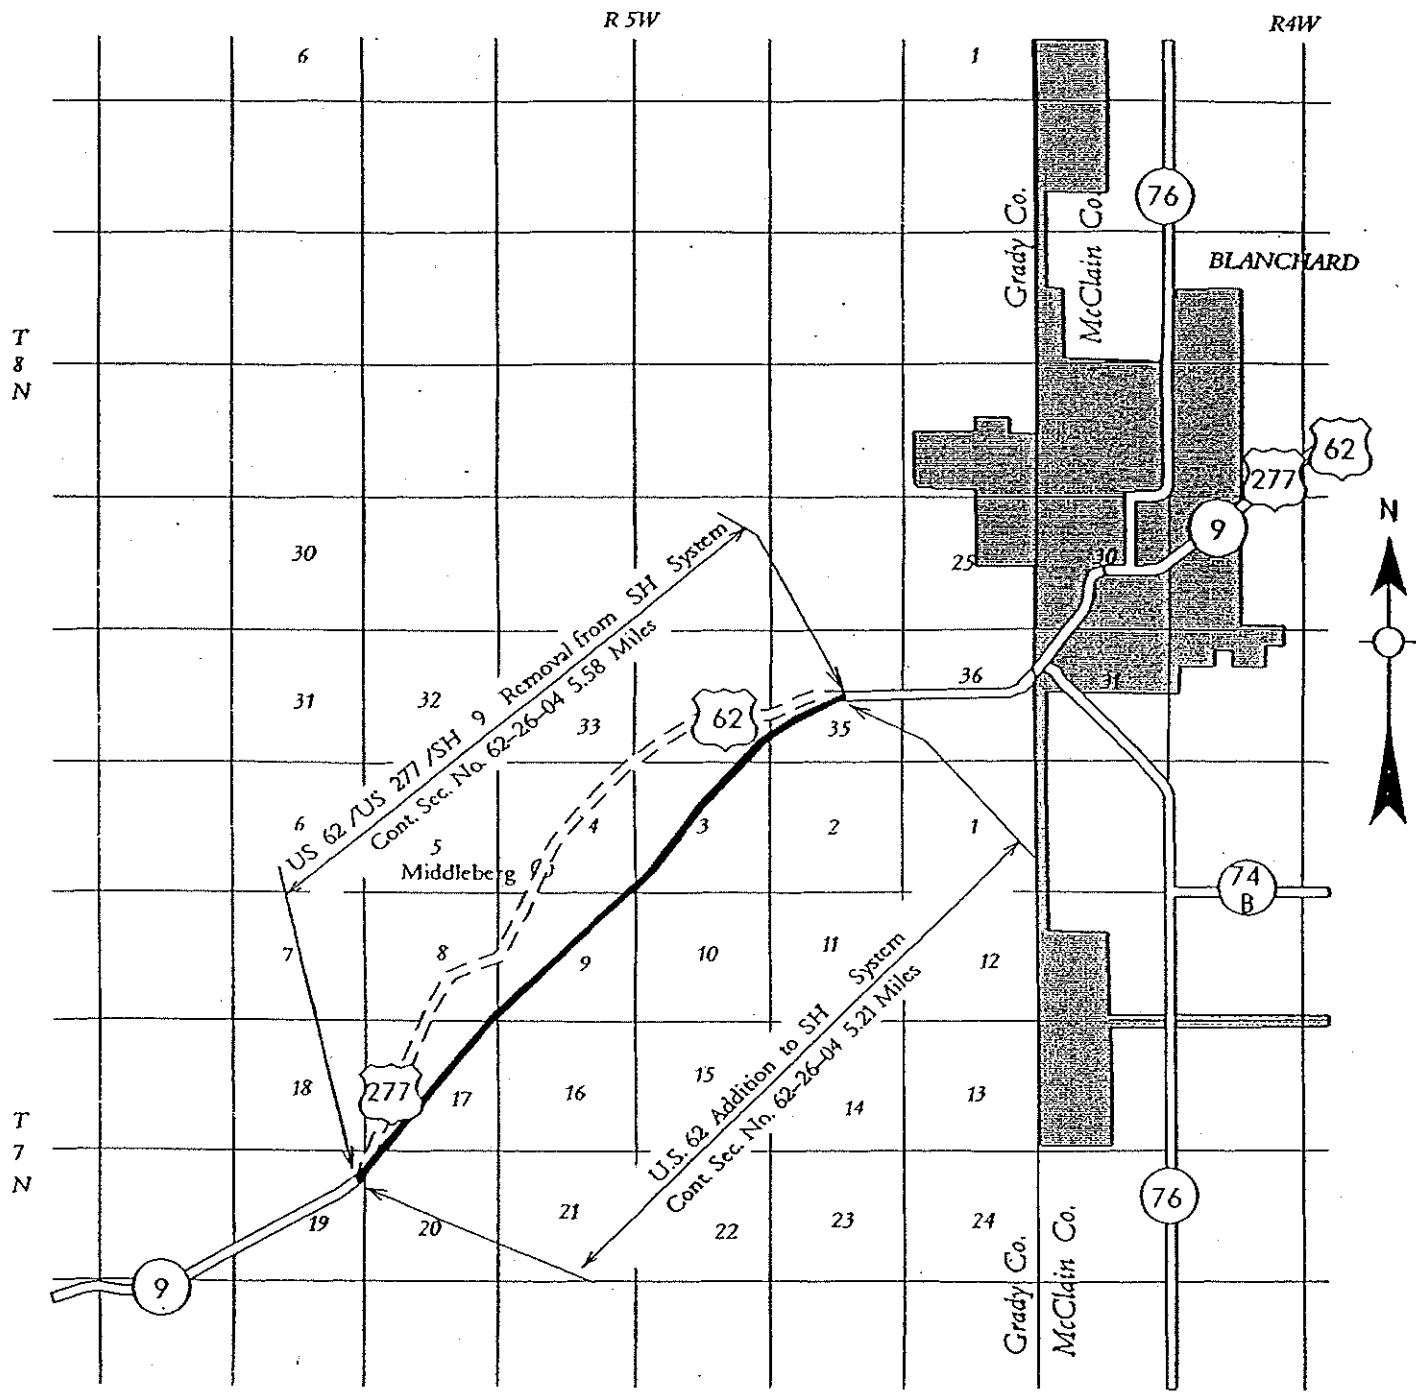 R 5W
R4W
6
1
76
Grady Co.
McClain Co.
BLANCHARD
T
8
N
62
277
N
9
30
25
30
US 62 /US 277 /SH 9 Removal from SH System
Cont. Sec. No. 62-26-04 5.58 Miles
31
32
33
62
35
36
31
6
5
4
3
2
1
Middleberg
74
B
7
8
9
10
11
12
U.S. 62 Addition to SH System
Cont. Sec. No. 62-26-04 5.21 Miles
18
277
17
16
15
14
13
T
7
N
76
19
20
21
22
23
24
Grady Co.
McClain Co.
9